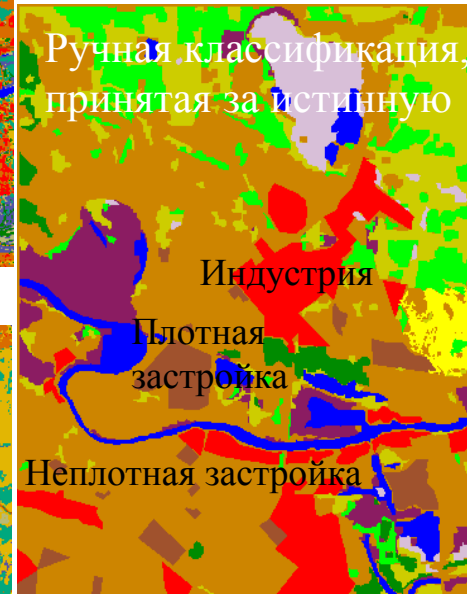 Ручная классификация,
принятая за истинную
Индустрия
Плотная
застройка
Неплотная застройка